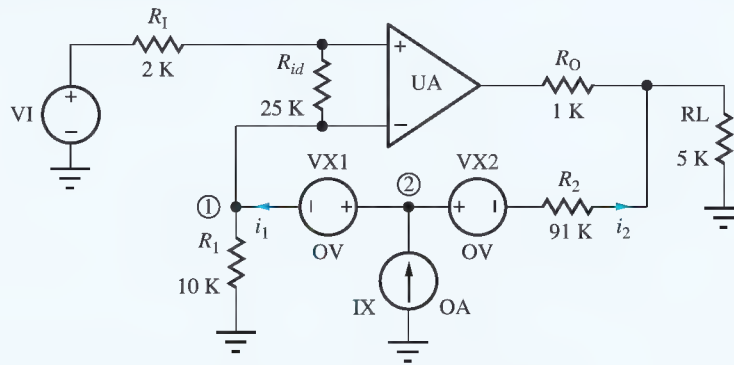 R_I
2 K
VI
+
−
R_id
25 K
+
−
UA
R_O
1 K
RL
5 K
VX1
−
+
OV
②
VX2
+
−
OV
R_2
91 K
i_2
①
i_1
R_1
10 K
IX
OA